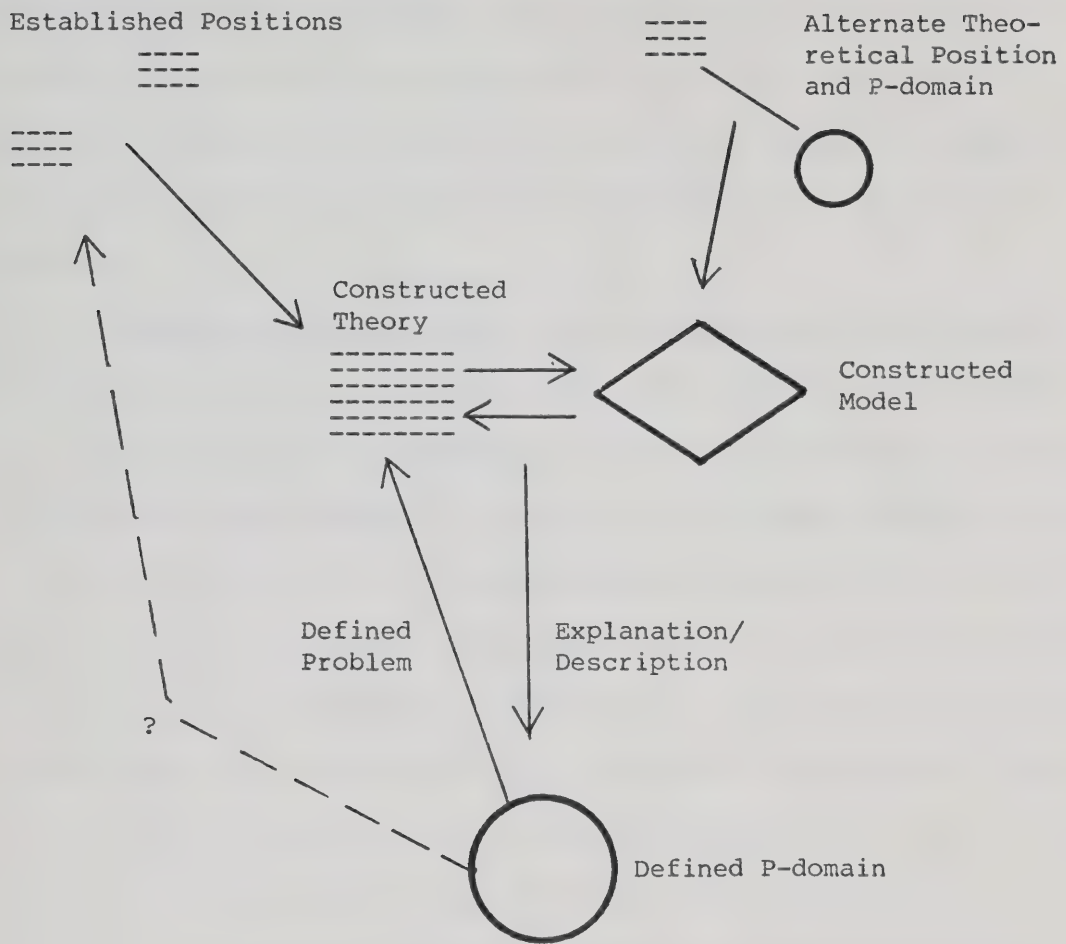 Established Positions
Alternate Theo-
retical Position
and P-domain
Constructed
Theory
Constructed
Model
Defined
Problem
Explanation/
Description
?
Defined P-domain